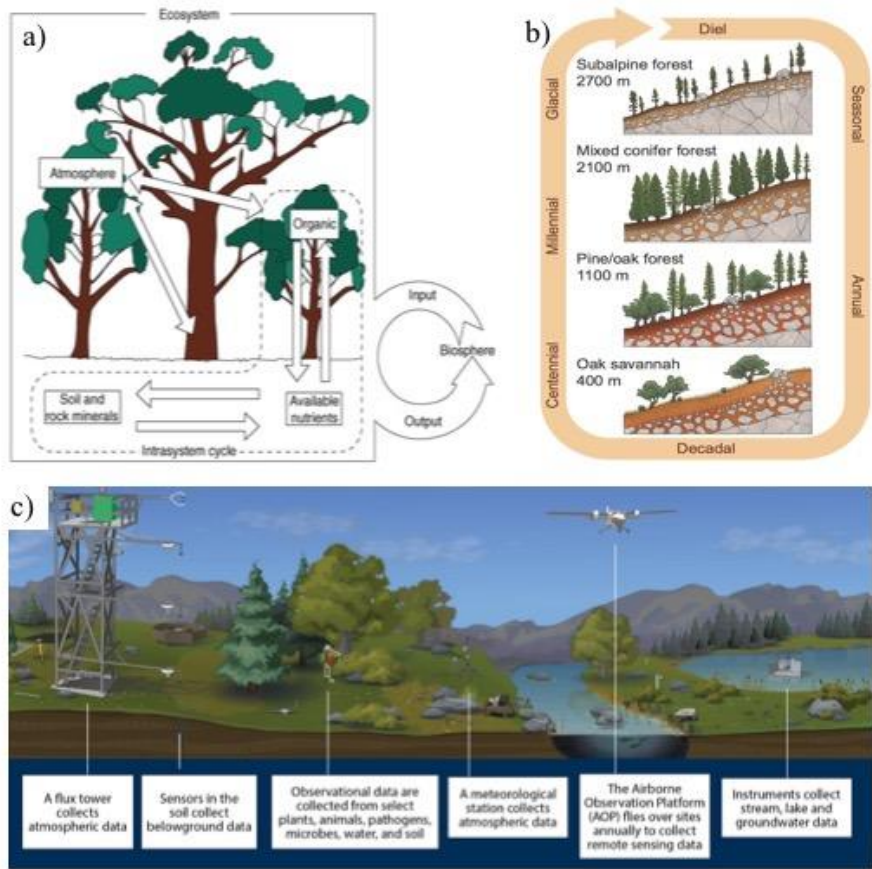 a)
Ecosystem
Atmosphere
Organic
Input
Biosphere
Output
Soil and
rock minerals
Available
nutrients
Intrasystem cycle
b)
Diel
Seasonal
Annual
Decadal
Centennial
Millennial
Glacial
Subalpine forest
2700 m
Mixed conifer forest
2100 m
Pine/oak forest
1100 m
Oak savannah
400 m
c)
A flux tower
collects
atmospheric data
Sensors in the
soil collect
belowground data
Observational data are
collected from select
plants, animals, pathogens,
microbes, water, and soil
A meteorological
station collects
atmospheric data
The Airborne
Observation Platform
(AOP) flies over sites
annually to collect
remote sensing data
Instruments collect
stream, lake and
groundwater data